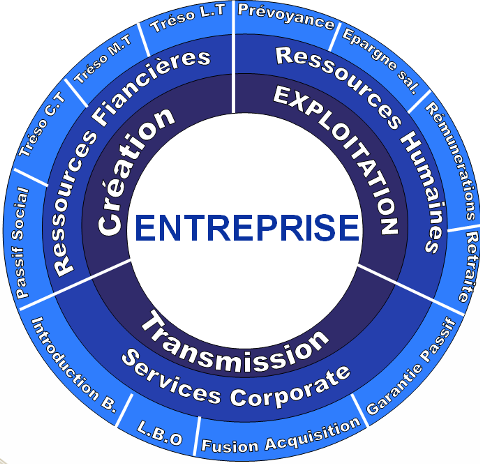 ENTREPRISE
Création
EXPLOITATION
Transmission
Ressources Fiancières
Ressources Humaines
Services Corporate
Passif Social
Tréso C.T
Tréso M.T
Tréso L.T
Prévoyance
Epargne sal.
Rémunerations
Retraite
Garantie Passif
Fusion Acquisition
L.B.O
Introduction B.